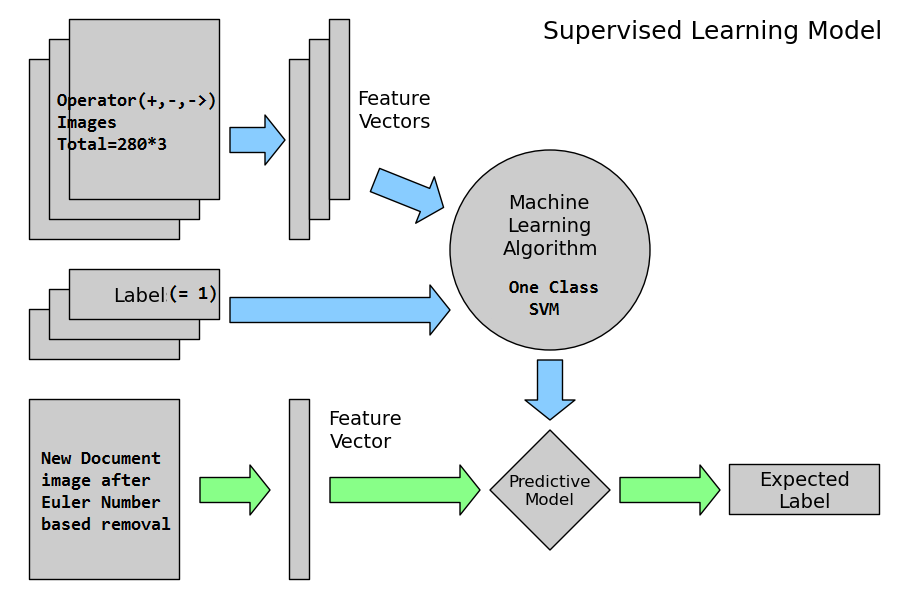 Supervised Learning Model
Operator(+,-,->)
Images
Total=280*3
Feature
Vectors
Machine
Learning
Algorithm
One Class
SVM
Label(= 1)
New Document
image after
Euler Number
based removal
Feature
Vector
Predictive
Model
Expected
Label